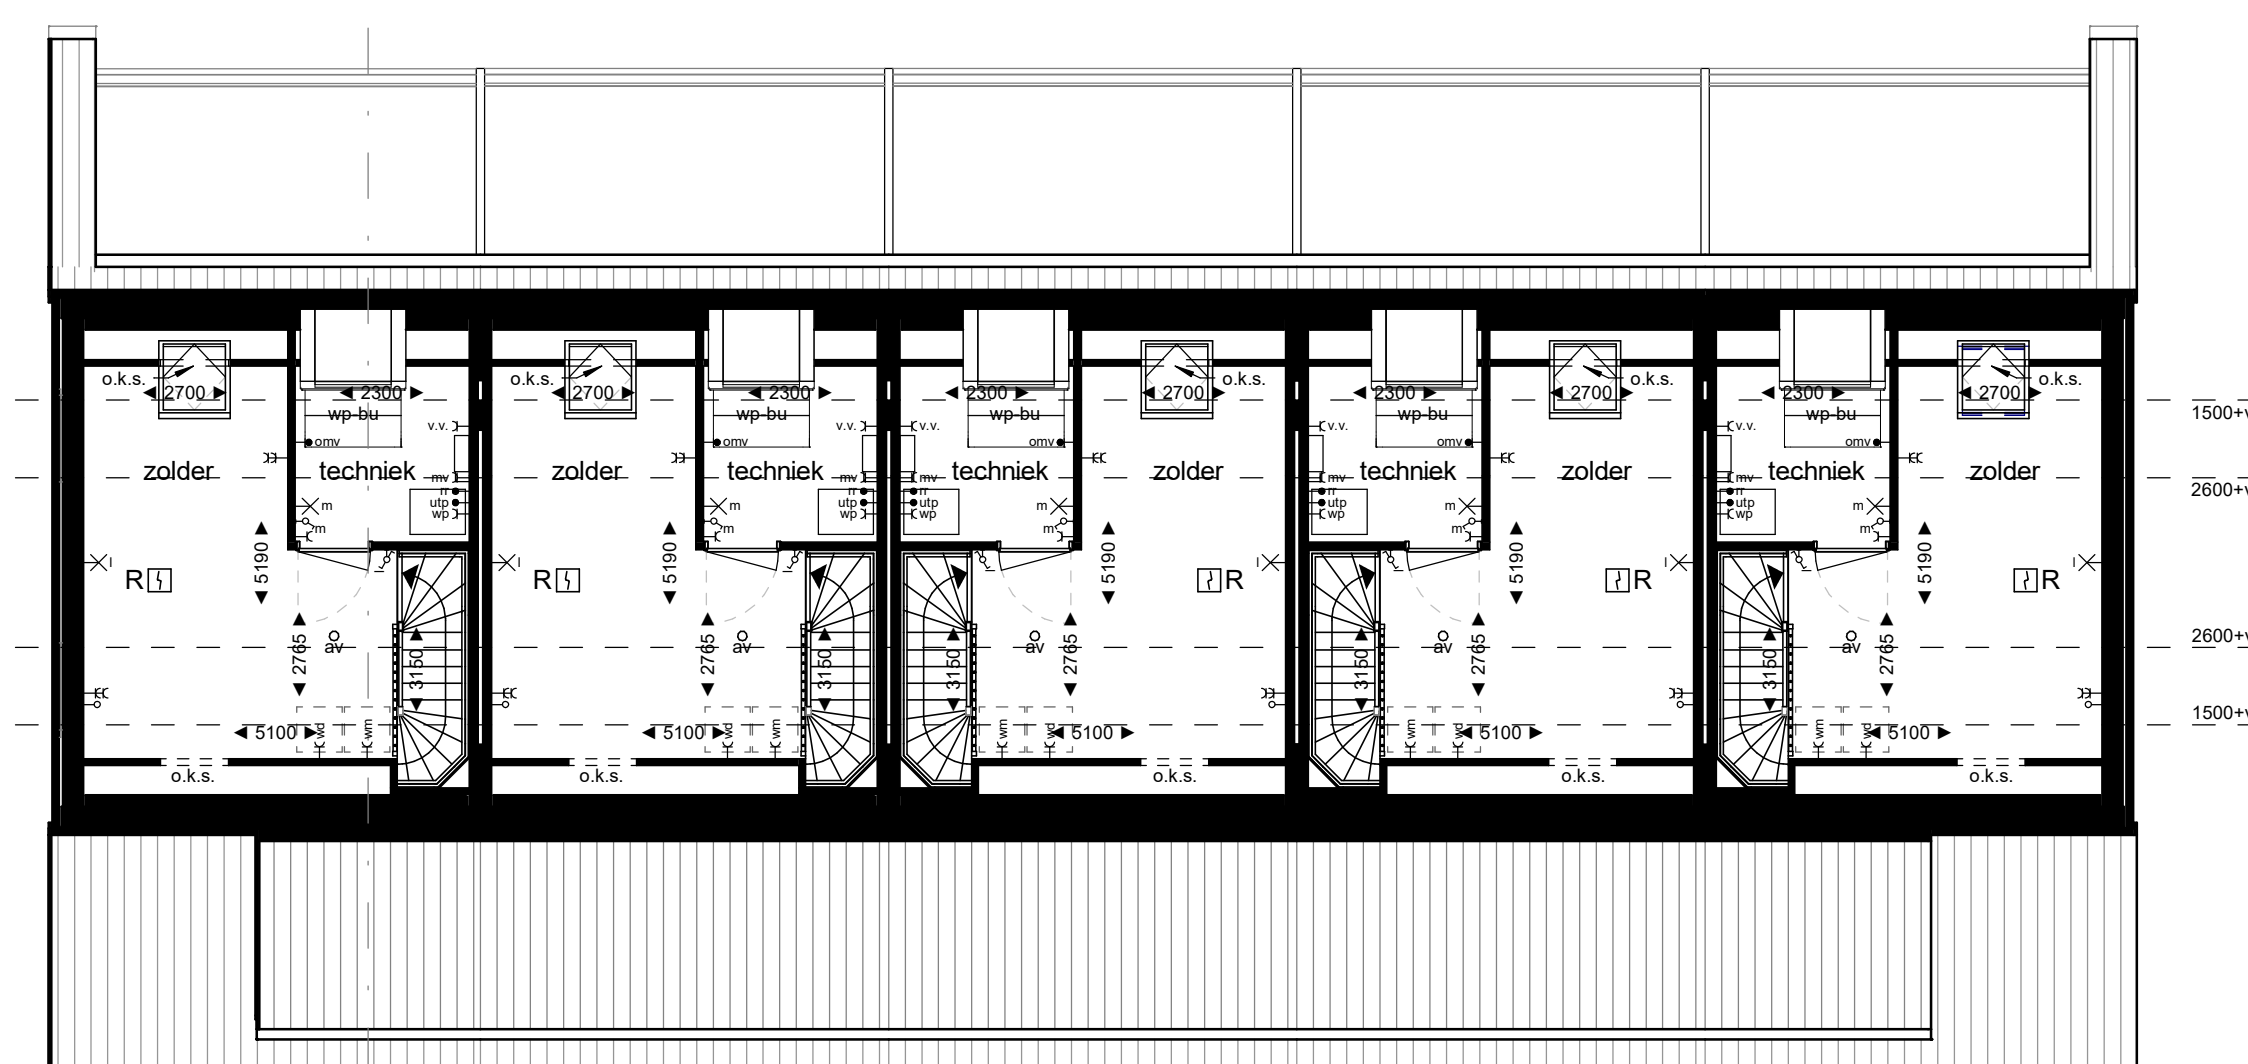 o.k.s. 2700 2300 o.k.s. 2700 2300 2300 2700 o.k.s. 2300 2700 o.k.s. 2300 2700 o.k.s.
wp-bu wp-bu wp-bu wp-bu wp-bu 1500+v
v.v. v.v. v.v. v.v. v.v.
omv omv omv omv omv
zolder techniek zolder techniek techniek zolder techniek zolder techniek zolder
mv mv mv mv mv
rr rr rr rr rr 2600+v
m utp m utp utp m utp m utp m
wp wp wp wp wp
m m m m m
5190 5190 5190 5190 5190
R R R R R
2765 av 3150 2765 av 3150 3150 av 2765 3150 av 2765 3150 av 2765 2600+v
5100 wd wm 5100 wd wm wm wd 5100 wm wd 5100 wm wd 5100 1500+v
o.k.s. o.k.s. o.k.s. o.k.s. o.k.s.